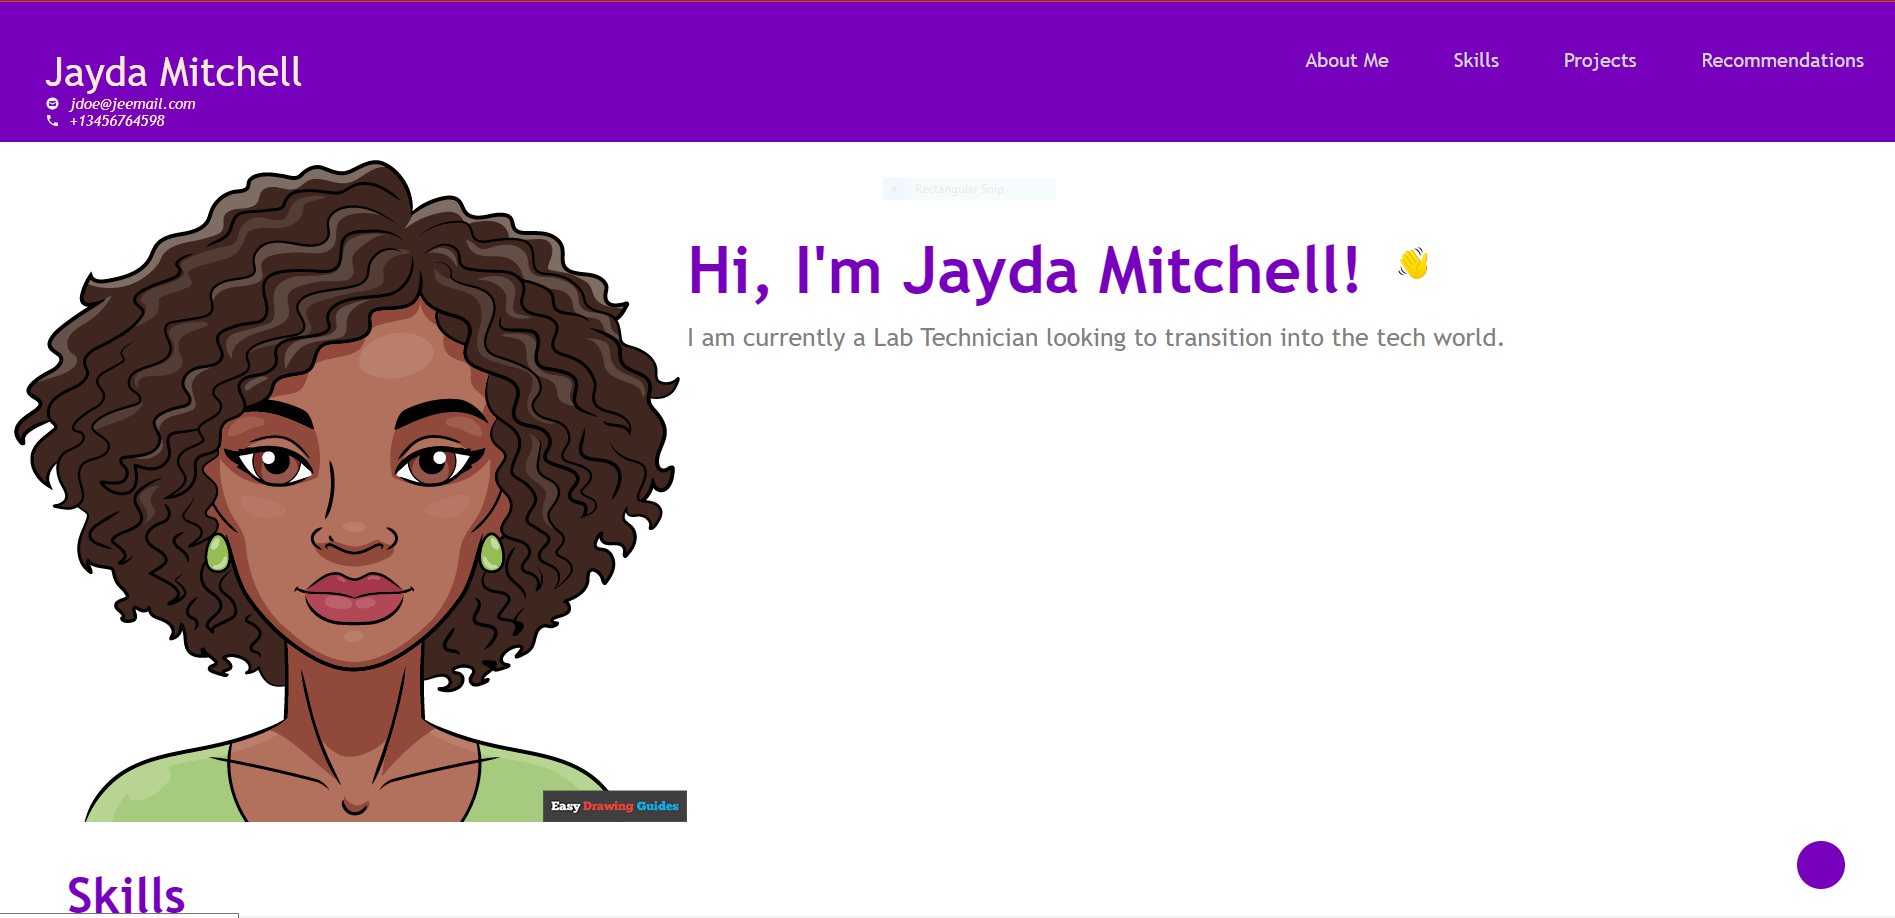 Jayda Mitchell
jdoe@jeemail.com
+13456764598
About Me Skills Projects Recommendations
Rectangular Snip
Hi, I'm Jayda Mitchell!
I am currently a Lab Technician looking to transition into the tech world.
Easy Drawing Guides
Skills